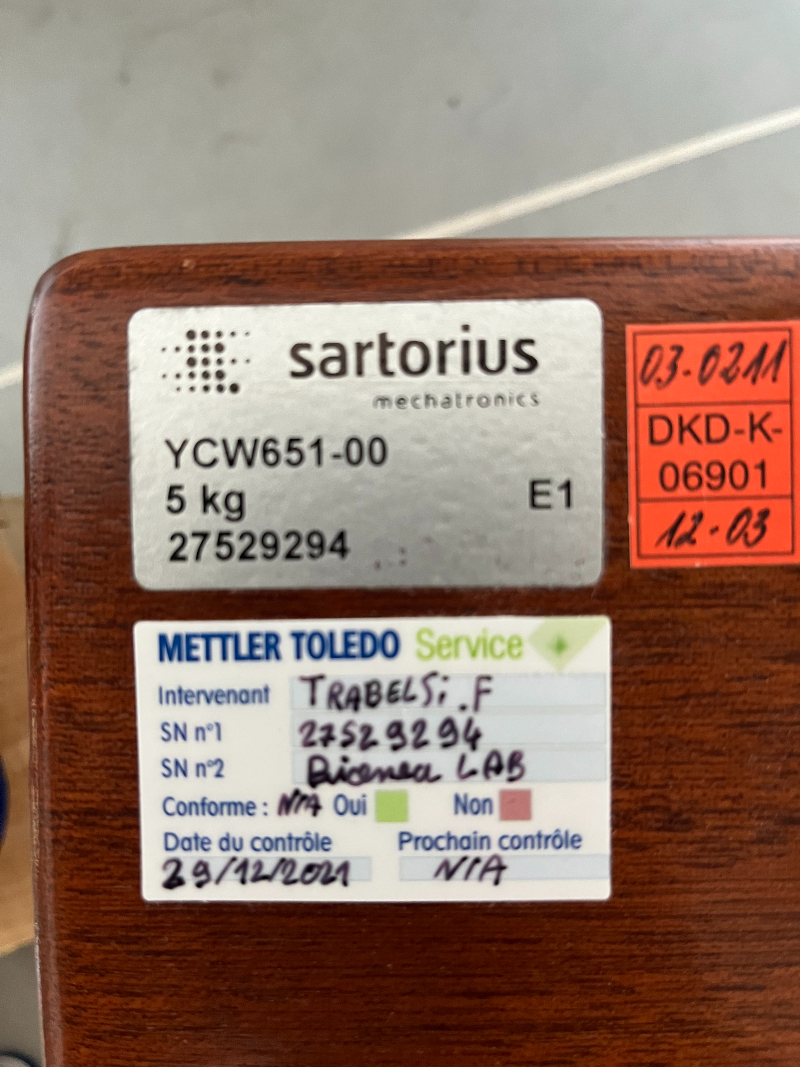 sartorius
mechatronics
YCW651-00
5 kg E1
27529294
03-0211
DKD-K-
06901
12-03
METTLER TOLEDO Service
Intervenant TRABELSi.F
SN n°1 27529294
SN n°2 LAB
Conforme : N/A Oui Non
Date du contrôle Prochain contrôle
29/12/2021 N/A